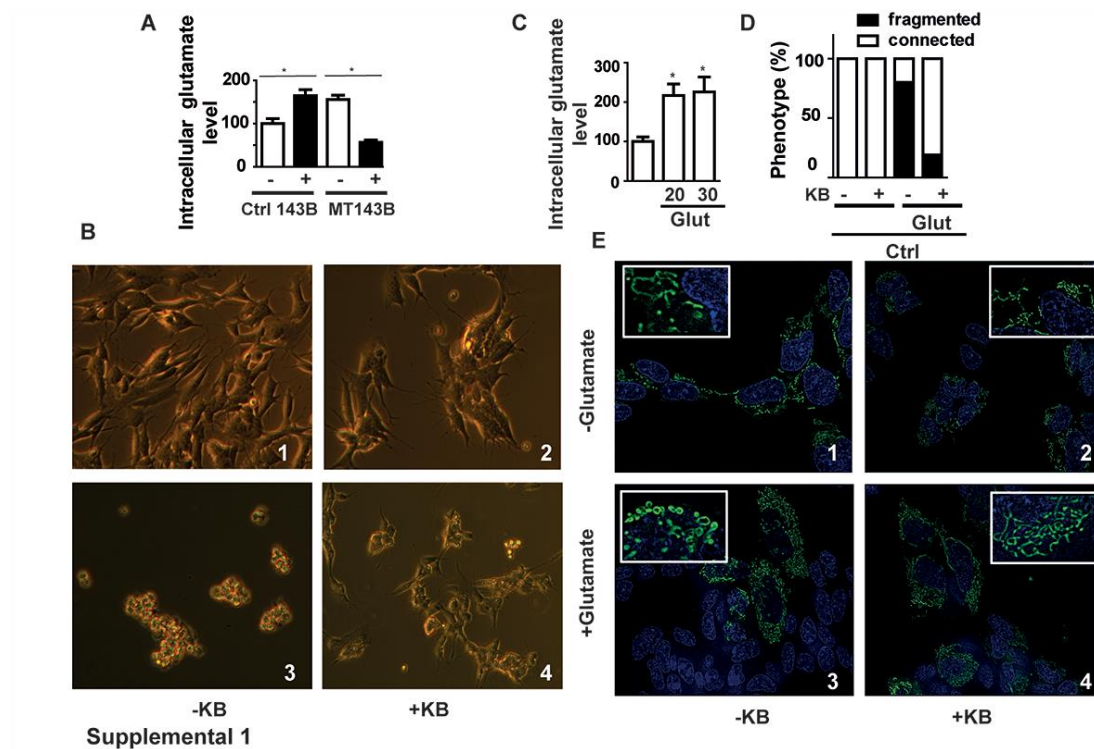 A
Intracellular glutamate
level
200
100
0
*
*
-
+
-
+
Ctrl 143B
MT143B
C
Intracellular glutamate
level
300
200
100
0
*
*
20
30
Glut
D
fragmented
connected
Phenotype (%)
100
50
0
KB
-
+
-
+
Glut
Ctrl
B
1
2
3
4
-KB
+KB
E
-Glutamate
+Glutamate
1
2
3
4
-KB
+KB
Supplemental 1